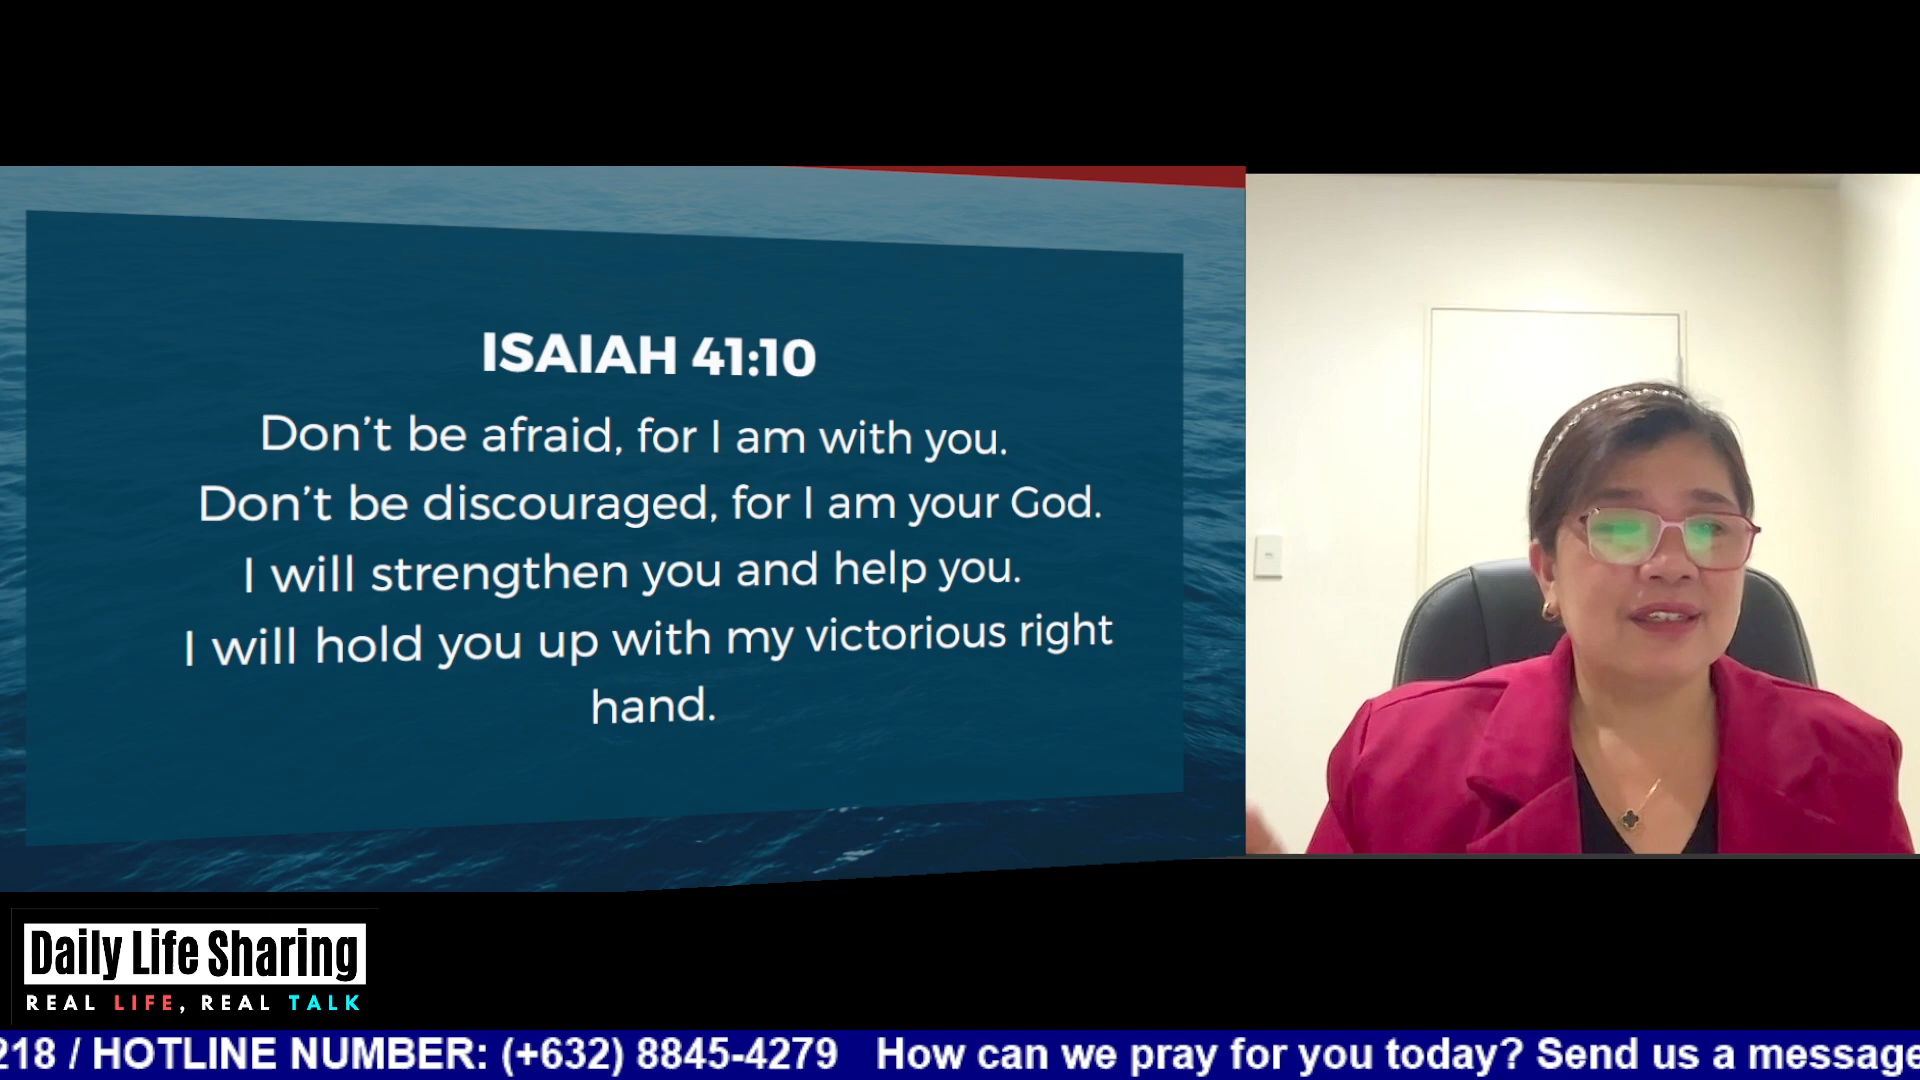 ISAIAH 41:10
Don't be afraid, for I am with you.
Don't be discouraged, for I am your God.
I will strengthen you and help you.
I will hold you up with my victorious right
hand.
Daily Life Sharing
REAL LIFE, REAL TALK
218 / HOTLINE NUMBER: (+632) 8845-4279 How can we pray for you today? Send us a message